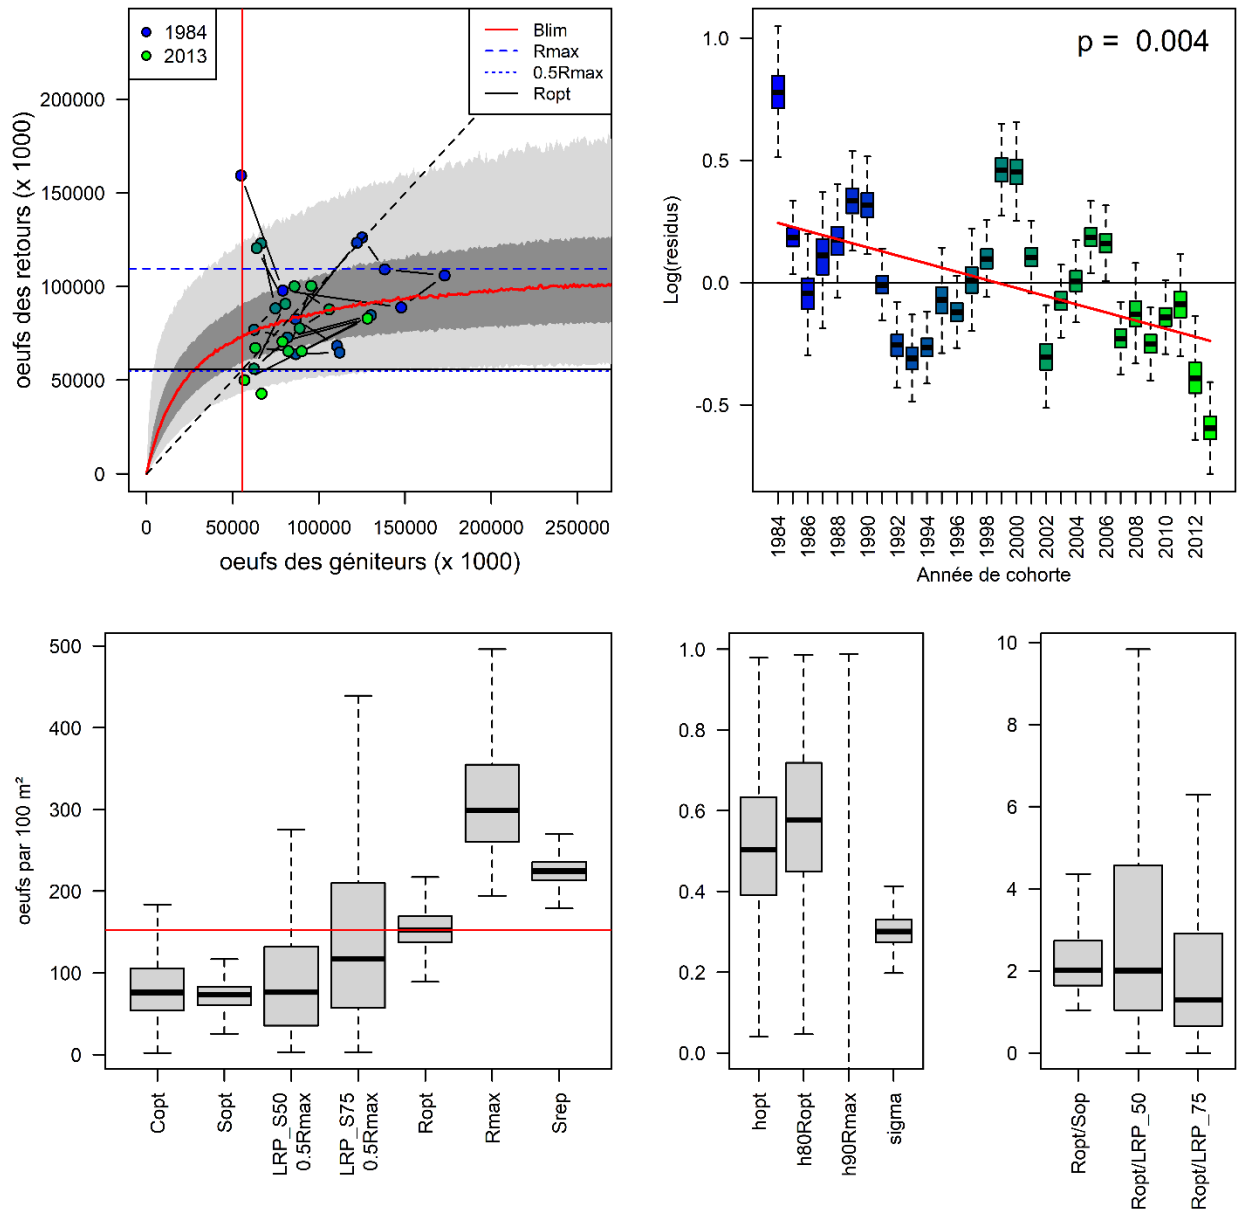 1984
2013
Blim
Rmax
0.5Rmax
Ropt
200000
150000
100000
50000
0
oeufs des retours (x 1000)
0
50000
100000
150000
200000
250000
oeufs des géniteurs (x 1000)
p = 0.004
1.0
0.5
0.0
-0.5
Log(residus)
1984
1986
1988
1990
1992
1994
1996
1998
2000
2002
2004
2006
2008
2010
2012
Année de cohorte
500
400
300
200
100
0
oeufs par 100 m²
Copt
Sopt
LRP_S50
0.5Rmax
LRP_S75
0.5Rmax
Ropt
Rmax
Srep
1.0
0.8
0.6
0.4
0.2
0.0
hopt
h80Ropt
h90Rmax
sigma
10
8
6
4
2
0
Ropt/Sop
Ropt/LRP_50
Ropt/LRP_75